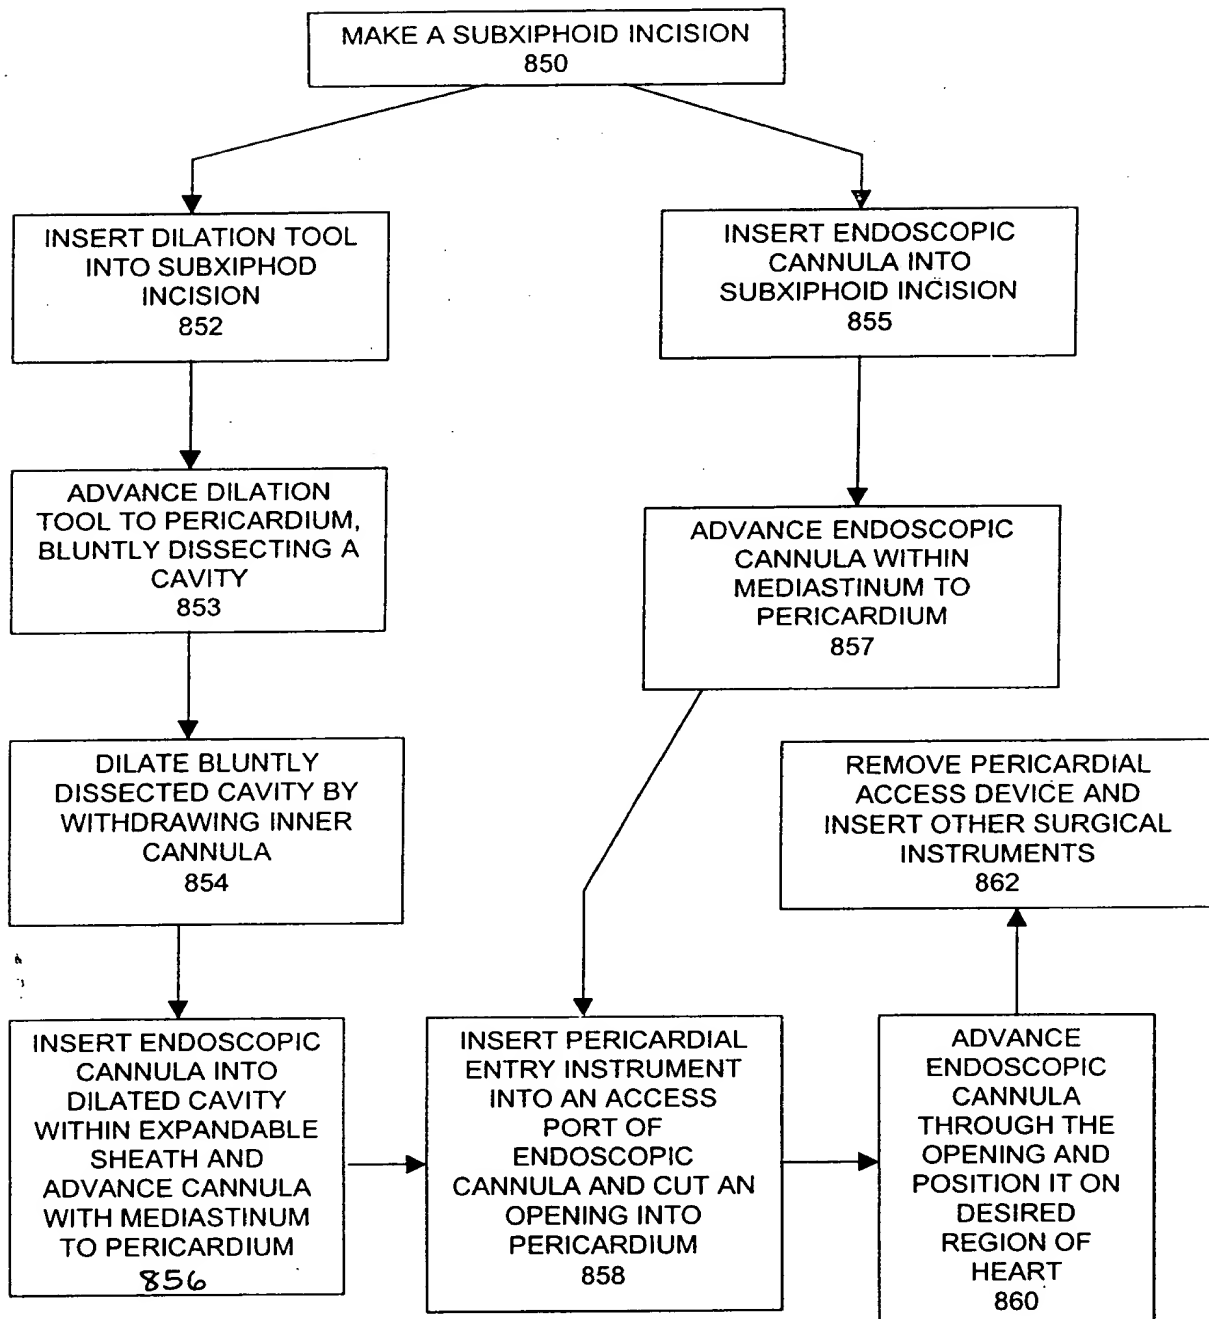 MAKE A SUBXIPHOID INCISION
850
INSERT DILATION TOOL
INTO SUBXIPHOD
INCISION
852
INSERT ENDOSCOPIC
CANNULA INTO
SUBXIPHOID INCISION
855
ADVANCE DILATION
TOOL TO PERICARDIUM,
BLUNTLY DISSECTING A
CAVITY
853
ADVANCE ENDOSCOPIC
CANNULA WITHIN
MEDIASTINUM TO
PERICARDIUM
857
DILATE BLUNTLY
DISSECTED CAVITY BY
WITHDRAWING INNER
CANNULA
854
REMOVE PERICARDIAL
ACCESS DEVICE AND
INSERT OTHER SURGICAL
INSTRUMENTS
862
INSERT ENDOSCOPIC
CANNULA INTO
DILATED CAVITY
WITHIN EXPANDABLE
SHEATH AND
ADVANCE CANNULA
WITH MEDIASTINUM
TO PERICARDIUM
856
INSERT PERICARDIAL
ENTRY INSTRUMENT
INTO AN ACCESS
PORT OF
ENDOSCOPIC
CANNULA AND CUT AN
OPENING INTO
PERICARDIUM
858
ADVANCE
ENDOSCOPIC
CANNULA
THROUGH THE
OPENING AND
POSITION IT ON
DESIRED
REGION OF
HEART
860